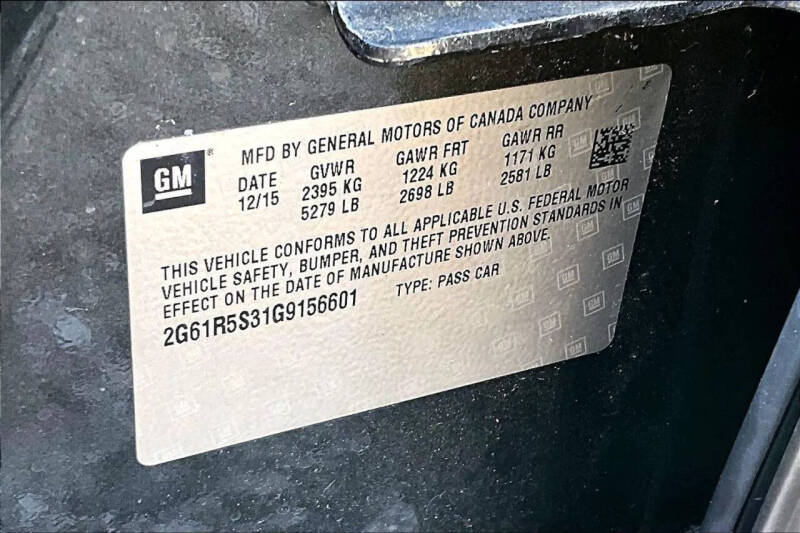 GM ® MFD BY GENERAL MOTORS OF CANADA COMPANY
DATE GVWR GAWR FRT GAWR RR
12/15 2395 KG 1224 KG 1171 KG
5279 LB 2698 LB 2581 LB
THIS VEHICLE CONFORMS TO ALL APPLICABLE U.S. FEDERAL MOTOR
VEHICLE SAFETY, BUMPER, AND THEFT PREVENTION STANDARDS IN
EFFECT ON THE DATE OF MANUFACTURE SHOWN ABOVE.
2G61R5S31G9156601 TYPE: PASS CAR